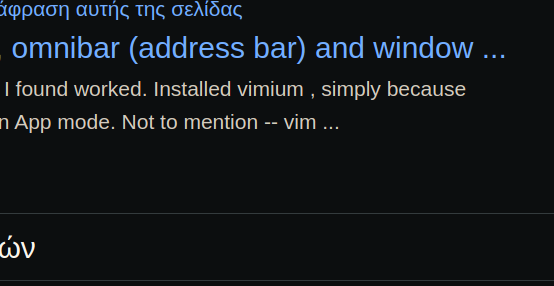 άφραση αυτής της σελίδας
, omnibar (address bar) and window ...
I found worked. Installed vimium , simply because
n App mode. Not to mention -- vim ...
ών